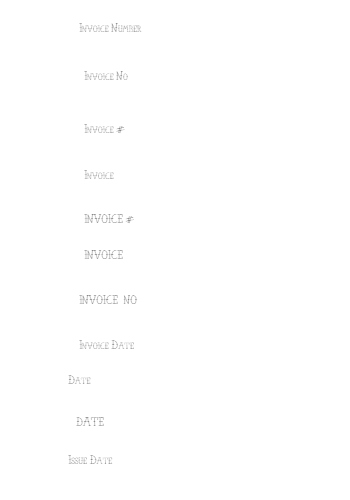 Invoice Number
Invoice No
Invoice #
Invoice
INVOICE #
INVOICE
INVOICE NO
Invoice Date
Date
DATE
Issue Date